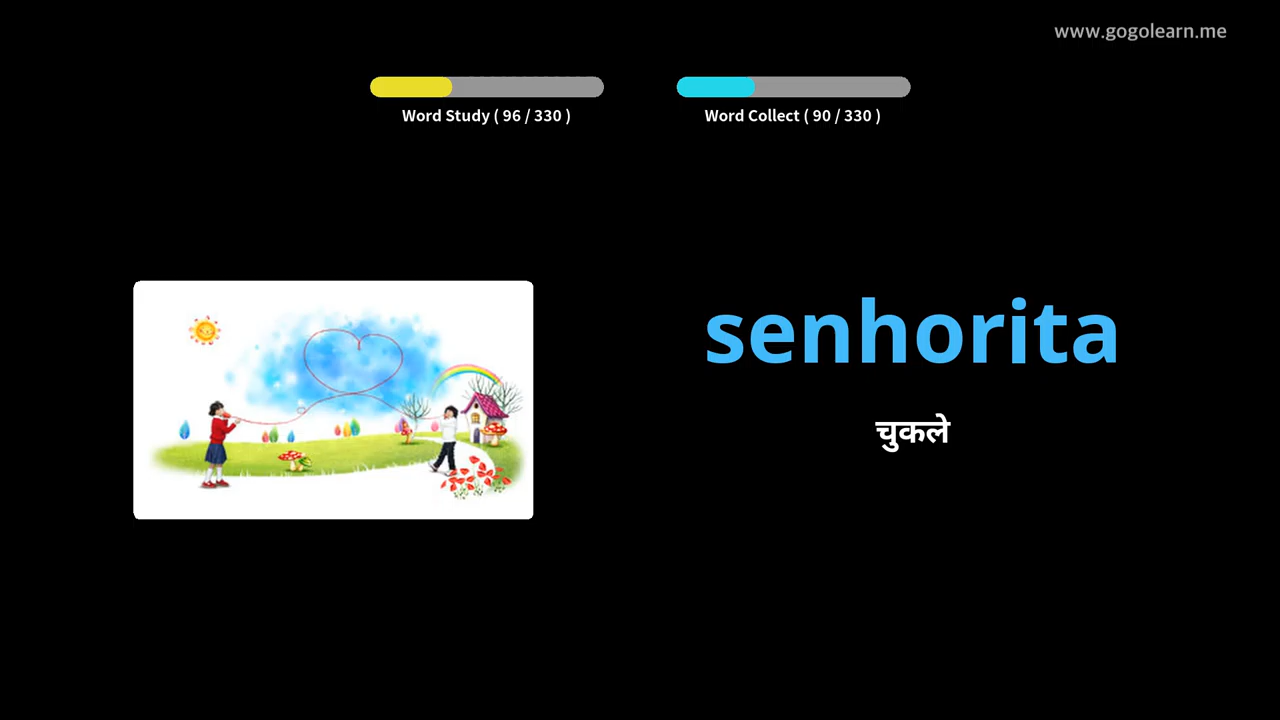 www.gogolearn.me
Word Study ( 96 / 330 )
Word Collect ( 90 / 330 )
senhorita
चुकले